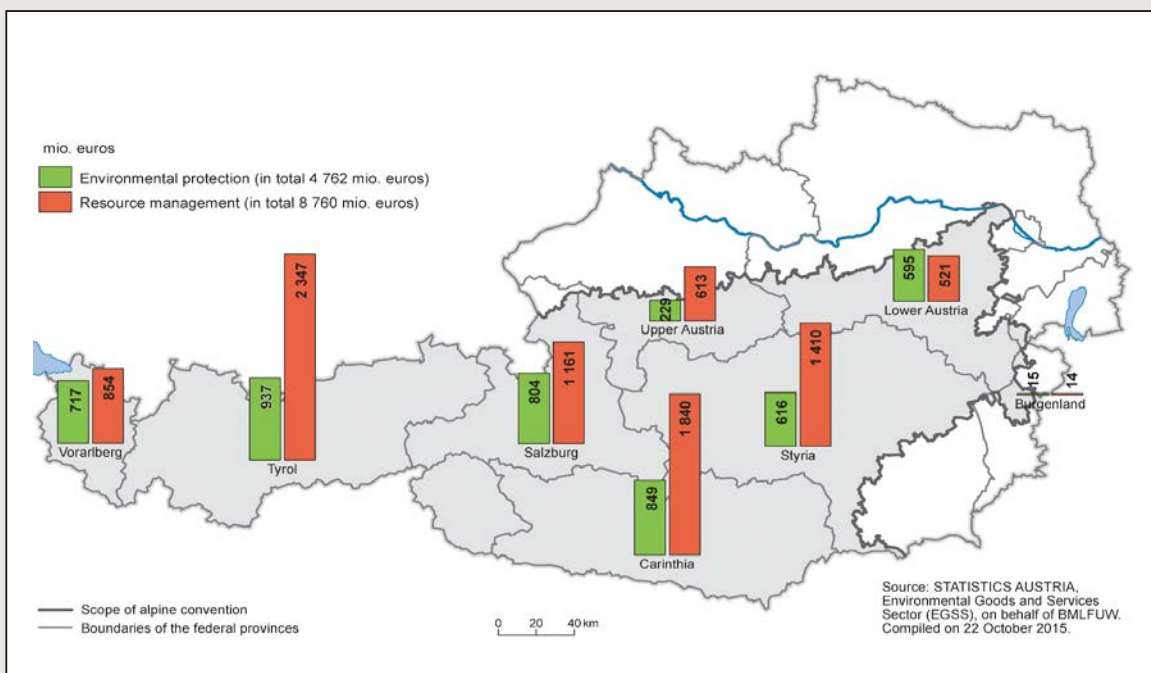 mio. euros
Environmental protection (in total 4 762 mio. euros)
Resource management (in total 8 760 mio. euros)
2 347
937
Tyrol
717
854
Vorarlberg
804
1 161
Salzburg
229
613
Upper Austria
595
521
Lower Austria
616
1 410
Styria
849
1 840
Carinthia
15
14
Burgenland
Scope of alpine convention
Boundaries of the federal provinces
0 20 40 km
Source: STATISTICS AUSTRIA,
Environmental Goods and Services
Sector (EGSS), on behalf of BMLFUW.
Compiled on 22 October 2015.